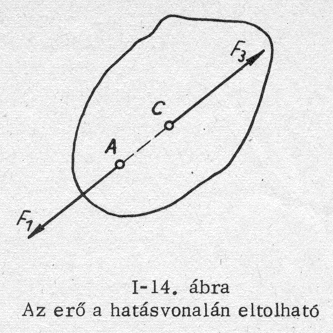 F3
C
A
F1
I-14. ábra
Az erő a hatásvonalán eltolható